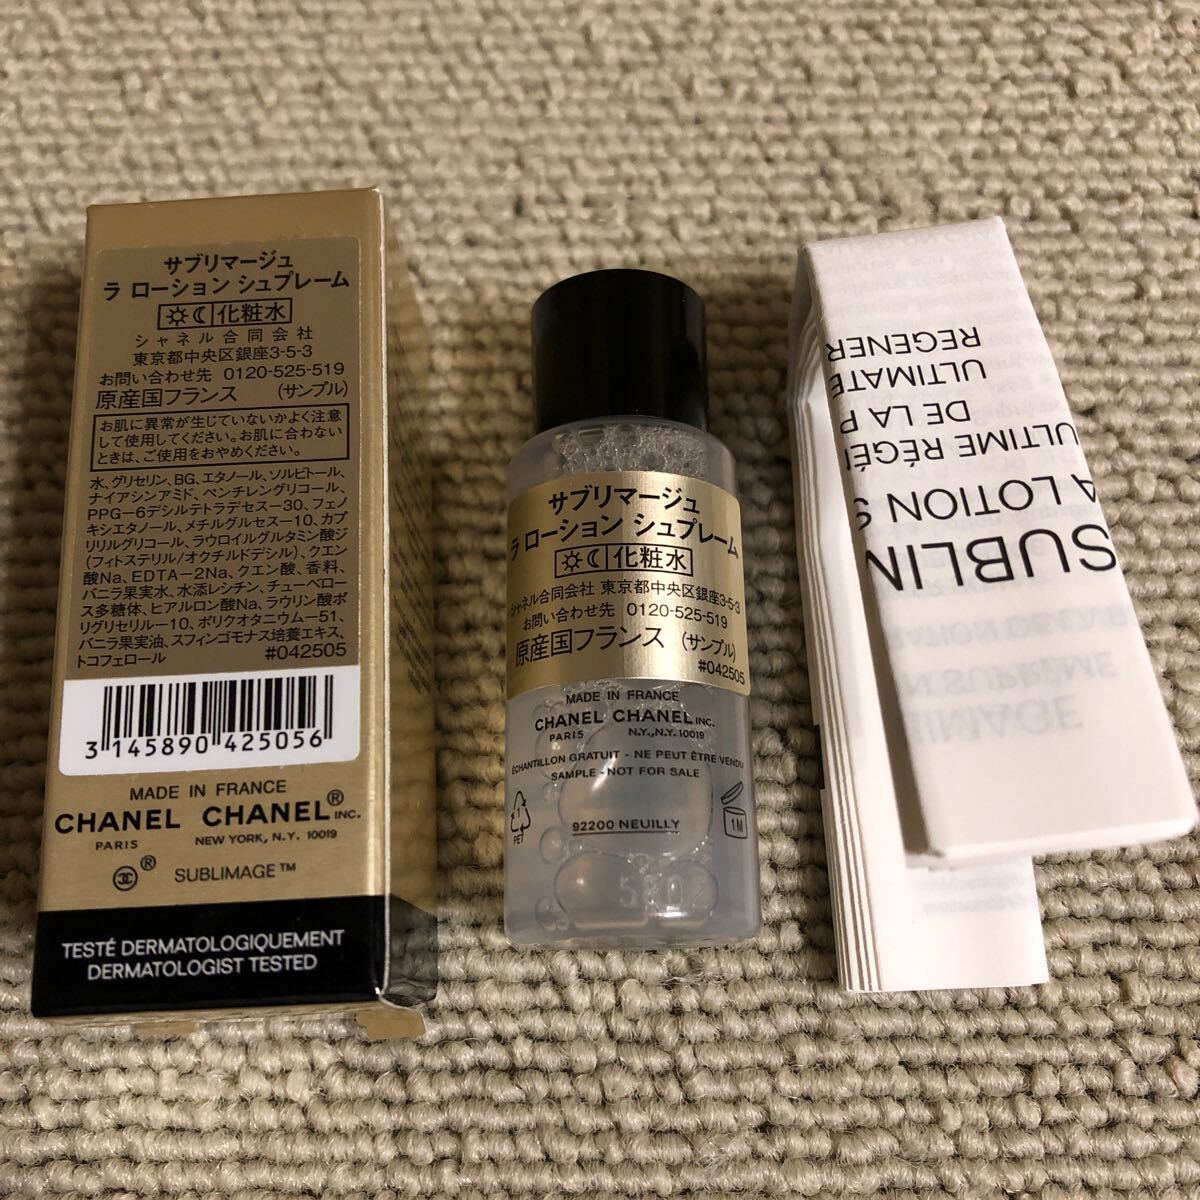 サブリマージュ
ラ ローション シュプレーム
化粧水
シャネル合同会社
東京都中央区銀座3-5-3
お問い合わせ先 0120-525-519
原産国フランス (サンプル)
お肌に異常が生じていないかよく注意
して使用してください。お肌に合わない
ときは、ご使用をおやめください。
水、グリセリン、BG、エタノール、ソルビトール、
ナイアシンアミド、ペンチレングリコール、
PPG-6デシルテトラデセス-30、フェノ
キシエタノール、メチルグルセス-10、カプ
リリルグリコール、ラウロイルグルタミン酸ジ
(フィトステリル/オクチルドデシル)、クエン
酸Na、EDTA-2Na、クエン酸、香料、
バニラ果実水、水添レシチン、チューベロー
ス多糖体、ヒアルロン酸Na、ラウリン酸ポ
リグリセリル-10、ポリクオタニウム-51、
バニラ果実油、スフィンゴモナス培養エキス、
トコフェロール #042505
3 145890 425056
MADE IN FRANCE
CHANEL CHANEL® INC.
PARIS NEW YORK, N.Y. 10019
® SUBLIMAGE™
TESTÉ DERMATOLOGIQUEMENT
DERMATOLOGIST TESTED
サブリマージュ
ラ ローション シュプレーム
化粧水
シャネル合同会社 東京都中央区銀座3-5-3
お問い合わせ先 0120-525-519
原産国フランス (サンプル)
#042505
MADE IN FRANCE
CHANEL CHANEL INC.
PARIS N.Y., N.Y. 10019
ÉCHANTILLON GRATUIT - NE PEUT ÊTRE VENDU
SAMPLE - NOT FOR SALE
PET
92200 NEUILLY
1M
SUBLIM
A LOTION S
ULTIME RÉGÉN
DE LA P
ULTIMATE
REGENER